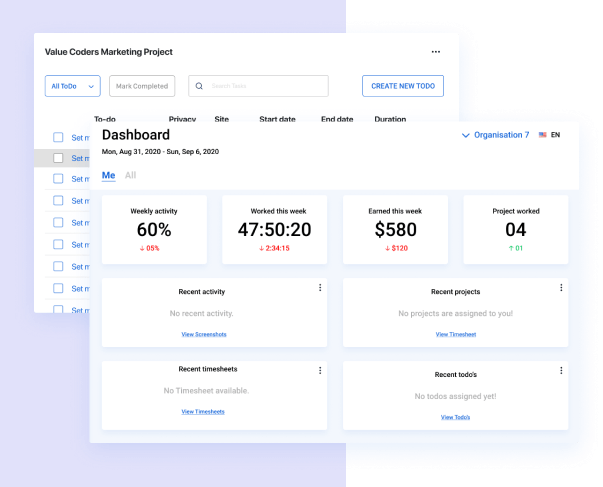 Value Coders Marketing Project
All ToDo
Mark Completed
Search Tasks
CREATE NEW TODO
To-do Privacy Site Start date End date Duration
Set m
Set m
Set m
Set m
Set m
Set m
Set m
Set m
Set m
Dashboard
Mon, Aug 31, 2020 - Sun, Sep 6, 2020
Organisation 7
EN
Me All
Weekly activity
60%
↓ 05%
Worked this week
47:50:20
↓ 2:34:15
Earned this week
$580
↓ $120
Project worked
04
↑ 01
Recent activity
No recent activity.
View Screenshots
Recent projects
No projects are assigned to you!
View Timesheet
Recent timesheets
No Timesheet available.
View Timesheets
Recent todo's
No todos assigned yet!
View Todo's